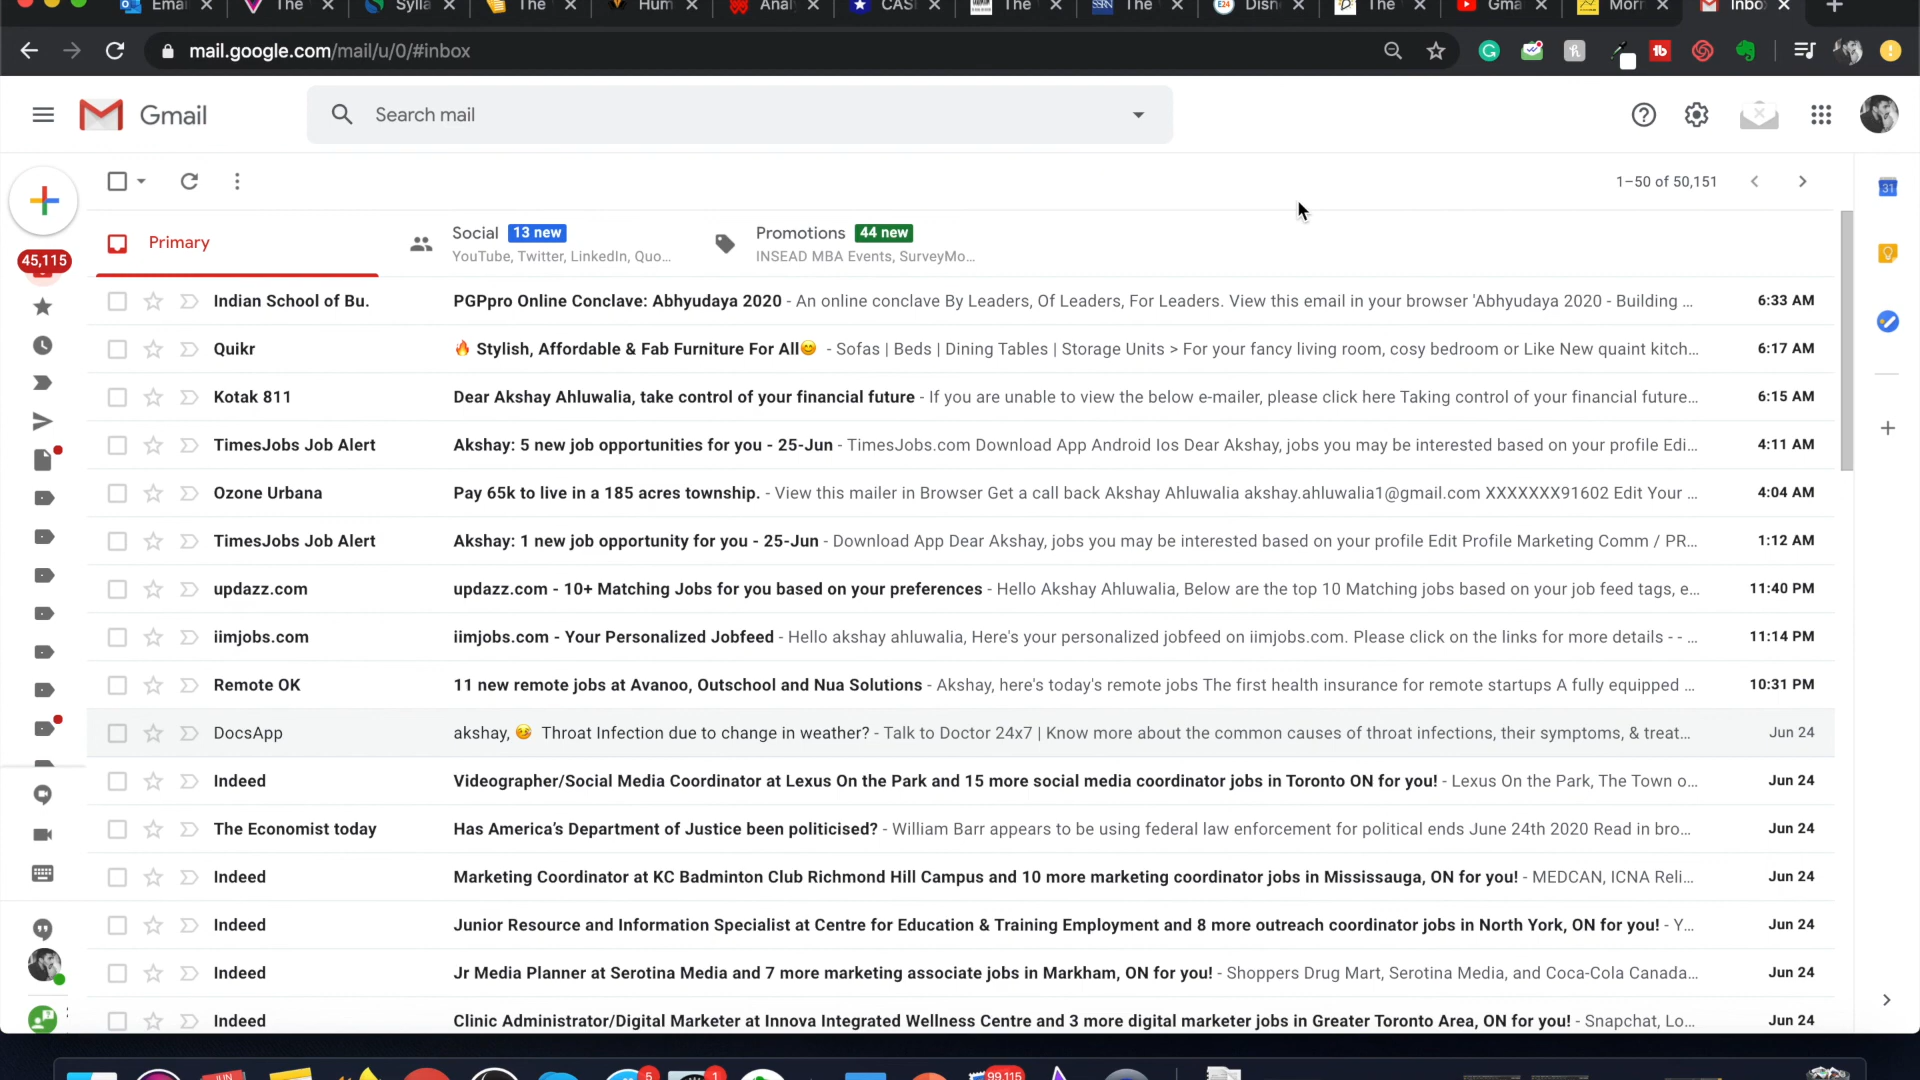 Email
The
Sylla
The
Hum
Analy
CASE
The
The
Disn
The
Gma
Morn
Inbo
mail.google.com/mail/u/0/#inbox
Gmail
Search mail
1–50 of 50,151
45,115
Primary
Social 13 new
YouTube, Twitter, LinkedIn, Quo...
Promotions 44 new
INSEAD MBA Events, SurveyMo...
Indian School of Bu. PGPpro Online Conclave: Abhyudaya 2020 - An online conclave By Leaders, Of Leaders, For Leaders. View this email in your browser 'Abhyudaya 2020 - Building ... 6:33 AM
Quikr 🔥 Stylish, Affordable & Fab Furniture For All😊 - Sofas | Beds | Dining Tables | Storage Units > For your fancy living room, cosy bedroom or Like New quaint kitch... 6:17 AM
Kotak 811 Dear Akshay Ahluwalia, take control of your financial future - If you are unable to view the below e-mailer, please click here Taking control of your financial future... 6:15 AM
TimesJobs Job Alert Akshay: 5 new job opportunities for you - 25-Jun - TimesJobs.com Download App Android Ios Dear Akshay, jobs you may be interested based on your profile Edi... 4:11 AM
Ozone Urbana Pay 65k to live in a 185 acres township. - View this mailer in Browser Get a call back Akshay Ahluwalia akshay.ahluwalia1@gmail.com XXXXXXX91602 Edit Your ... 4:04 AM
TimesJobs Job Alert Akshay: 1 new job opportunity for you - 25-Jun - Download App Dear Akshay, jobs you may be interested based on your profile Edit Profile Marketing Comm / PR... 1:12 AM
updazz.com updazz.com - 10+ Matching Jobs for you based on your preferences - Hello Akshay Ahluwalia, Below are the top 10 Matching jobs based on your job feed tags, e... 11:40 PM
iimjobs.com iimjobs.com - Your Personalized Jobfeed - Hello akshay ahluwalia, Here's your personalized jobfeed on iimjobs.com. Please click on the links for more details - - ... 11:14 PM
Remote OK 11 new remote jobs at Avanoo, Outschool and Nua Solutions - Akshay, here's today's remote jobs The first health insurance for remote startups A fully equipped ... 10:31 PM
DocsApp akshay, 🤒 Throat Infection due to change in weather? - Talk to Doctor 24x7 | Know more about the common causes of throat infections, their symptoms, & treat... Jun 24
Indeed Videographer/Social Media Coordinator at Lexus On the Park and 15 more social media coordinator jobs in Toronto ON for you! - Lexus On the Park, The Town o... Jun 24
The Economist today Has America's Department of Justice been politicised? - William Barr appears to be using federal law enforcement for political ends June 24th 2020 Read in bro... Jun 24
Indeed Marketing Coordinator at KC Badminton Club Richmond Hill Campus and 10 more marketing coordinator jobs in Mississauga, ON for you! - MEDCAN, ICNA Reli... Jun 24
Indeed Junior Resource and Information Specialist at Centre for Education & Training Employment and 8 more outreach coordinator jobs in North York, ON for you! - Y... Jun 24
Indeed Jr Media Planner at Serotina Media and 7 more marketing associate jobs in Markham, ON for you! - Shoppers Drug Mart, Serotina Media, and Coca-Cola Canada... Jun 24
Indeed Clinic Administrator/Digital Marketer at Innova Integrated Wellness Centre and 3 more digital marketer jobs in Greater Toronto Area, ON for you! - Snapchat, Lo... Jun 24
31
JUN
5
1
99,115